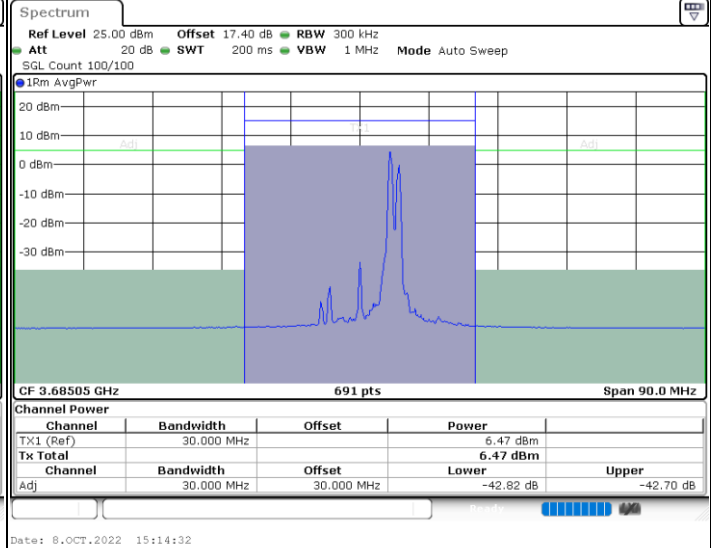 Spectrum
Ref Level 25.00 dBm Offset 17.40 dB RBW 300 kHz
Att 20 dB SWT 200 ms VBW 1 MHz Mode Auto Sweep
SGL Count 100/100
1Rm AvgPwr
20 dBm
TX1
10 dBm
Adj Adj
0 dBm
-10 dBm
-20 dBm
-30 dBm
CF 3.68505 GHz 691 pts Span 90.0 MHz
Channel Power
Channel Bandwidth Offset Power
TX1 (Ref) 30.000 MHz 6.47 dBm
Tx Total 6.47 dBm
Channel Bandwidth Offset Lower Upper
Adj 30.000 MHz 30.000 MHz -42.82 dB -42.70 dB
Ready
Date: 8.OCT.2022 15:14:32